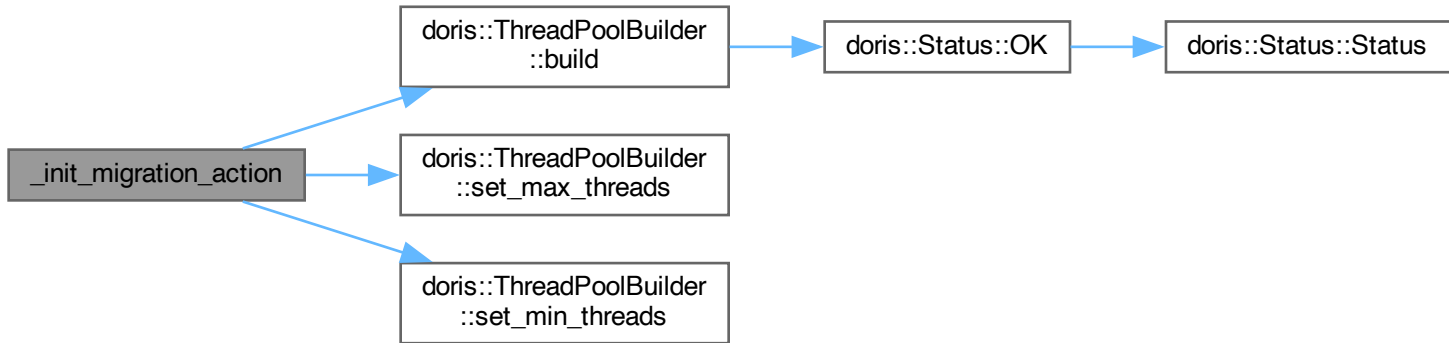 doris::ThreadPoolBuilder
::build
doris::Status::OK
doris::Status::Status
_init_migration_action
doris::ThreadPoolBuilder
::set_max_threads
doris::ThreadPoolBuilder
::set_min_threads